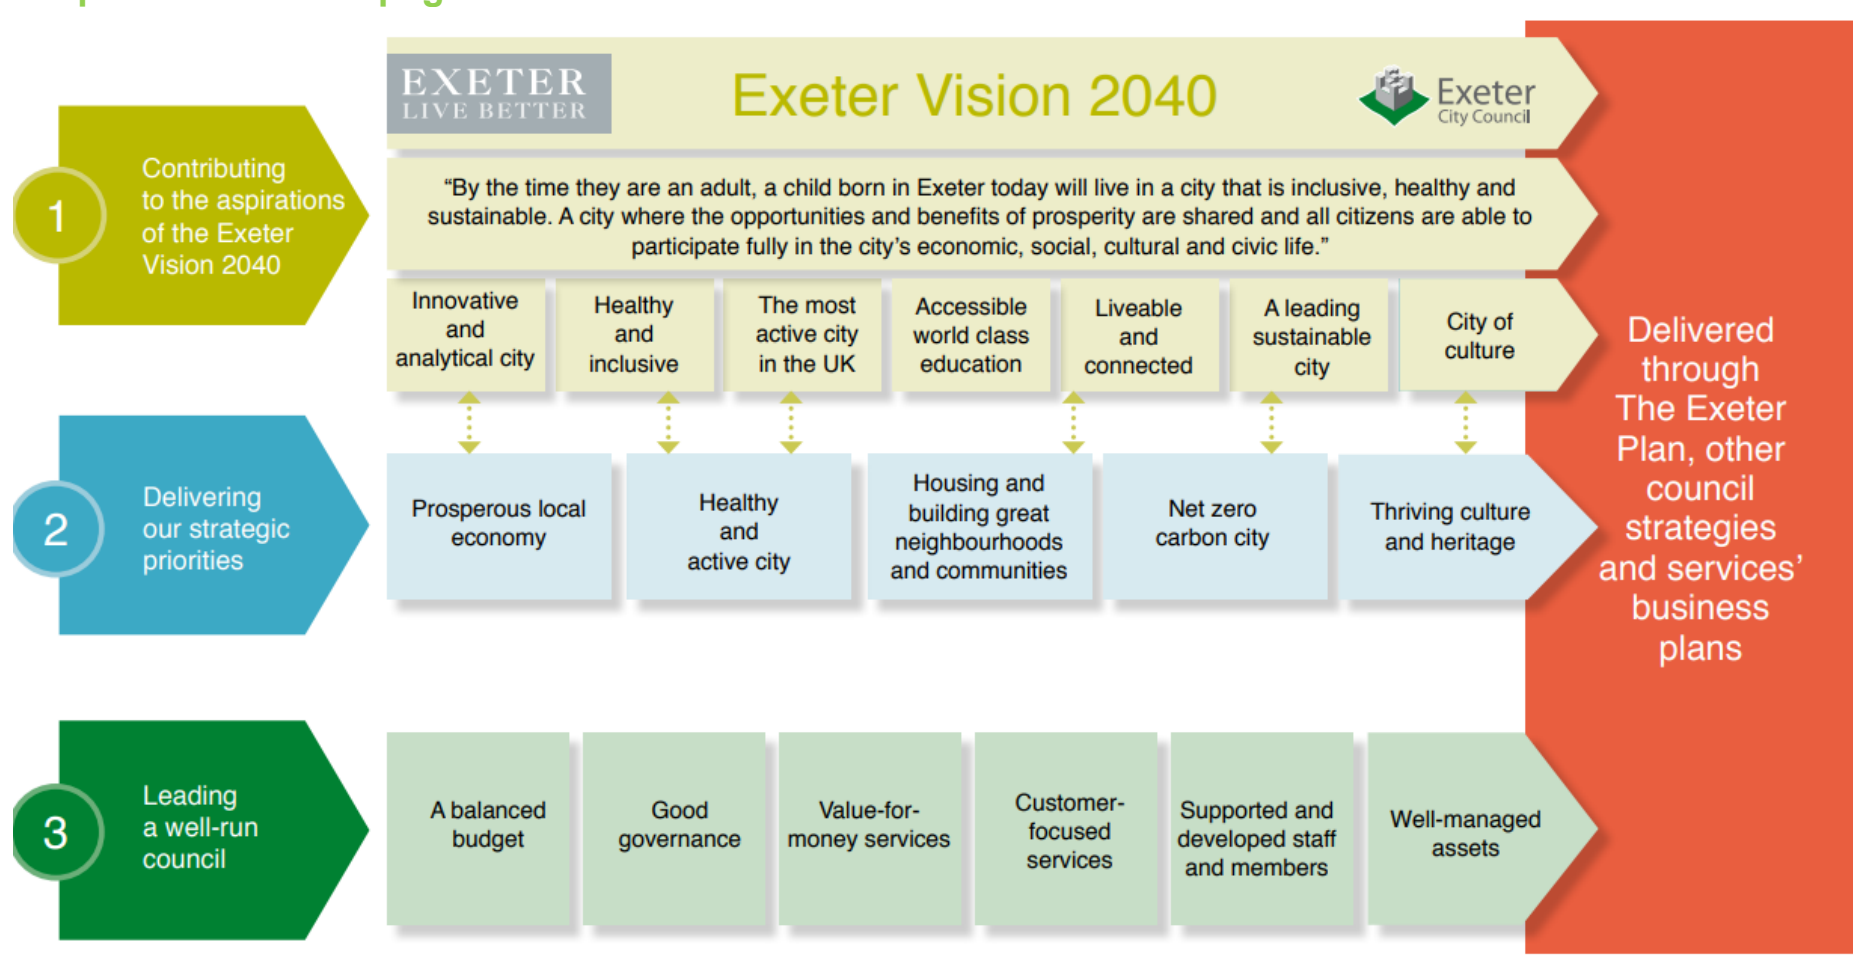 EXETER
LIVE BETTER
Exeter Vision 2040
Exeter
City Council
1
Contributing
to the aspirations
of the Exeter
Vision 2040
“By the time they are an adult, a child born in Exeter today will live in a city that is inclusive, healthy and
sustainable. A city where the opportunities and benefits of prosperity are shared and all citizens are able to
participate fully in the city’s economic, social, cultural and civic life.”
Innovative
and
analytical city
Healthy
and
inclusive
The most
active city
in the UK
Accessible
world class
education
Liveable
and
connected
A leading
sustainable
city
City of
culture
2
Delivering
our strategic
priorities
Prosperous local
economy
Healthy
and
active city
Housing and
building great
neighbourhoods
and communities
Net zero
carbon city
Thriving culture
and heritage
3
Leading
a well-run
council
A balanced
budget
Good
governance
Value-for-
money services
Customer-
focused
services
Supported and
developed staff
and members
Well-managed
assets
Delivered
through
The Exeter
Plan, other
council
strategies
and services’
business
plans